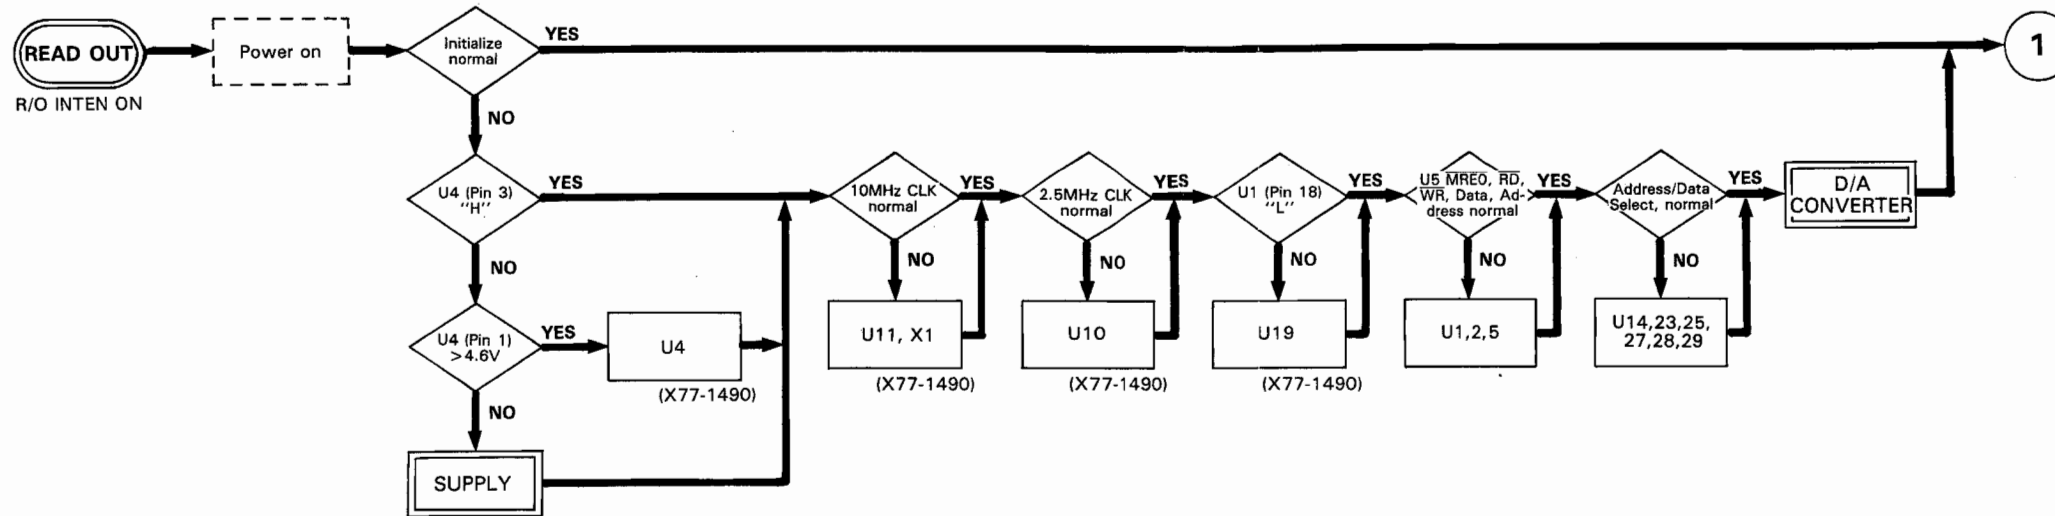 READ OUT
R/O INTEN ON
Power on
Initialize
normal
YES
1
NO
U4 (Pin 3)
"H"
YES
10MHz CLK
normal
YES
2.5MHz CLK
normal
YES
U1 (Pin 18)
"L"
YES
U5 MREQ, RD,
WR, Data, Ad-
dress normal
YES
Address/Data
Select, normal
YES
D/A
CONVERTER
NO
NO
NO
NO
NO
NO
U4 (Pin 1)
>4.6V
YES
U4
(X77-1490)
U11, X1
(X77-1490)
U10
(X77-1490)
U19
(X77-1490)
U1,2,5
U14,23,25,
27,28,29
NO
SUPPLY